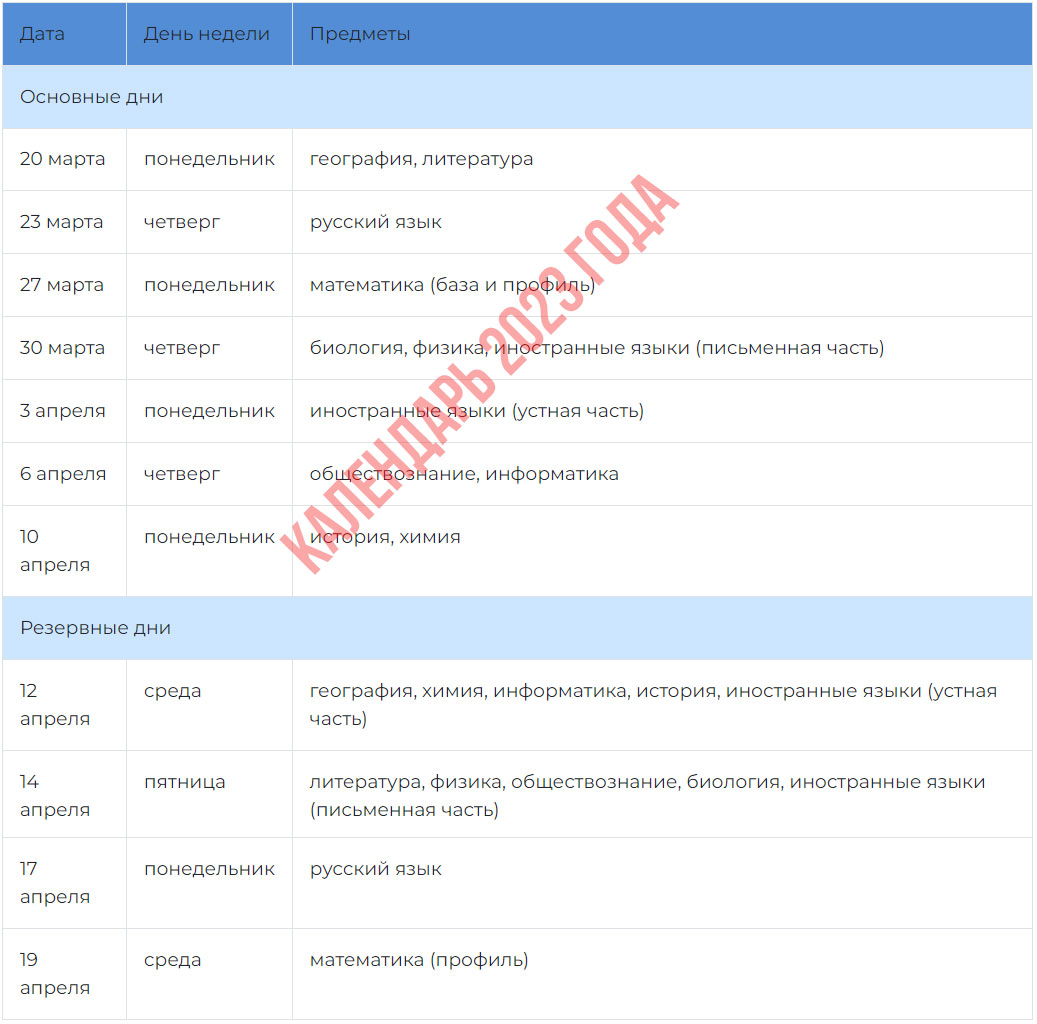 Дата День недели Предметы
Основные дни
20 марта понедельник география, литература
23 марта четверг русский язык
27 марта понедельник математика (база и профиль)
30 марта четверг биология, физика, иностранные языки (письменная часть)
3 апреля понедельник иностранные языки (устная часть)
6 апреля четверг обществознание, информатика
10 понедельник история, химия
апреля
КАЛЕНДАРЬ 2023 ГОДА
Резервные дни
12 среда география, химия, информатика, история, иностранные языки (устная
апреля часть)
14 пятница литература, физика, обществознание, биология, иностранные языки
апреля (письменная часть)
17 понедельник русский язык
апреля
19 среда математика (профиль)
апреля